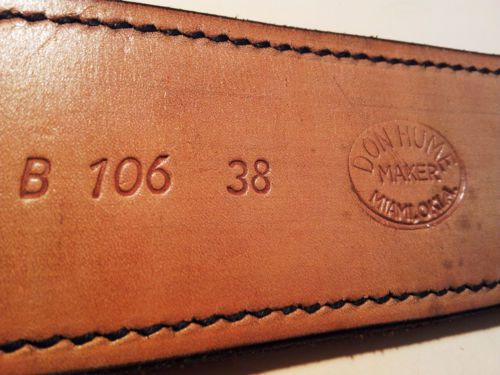 B 106 38
DON HUME
MAKER
MIAMI, OKLA.